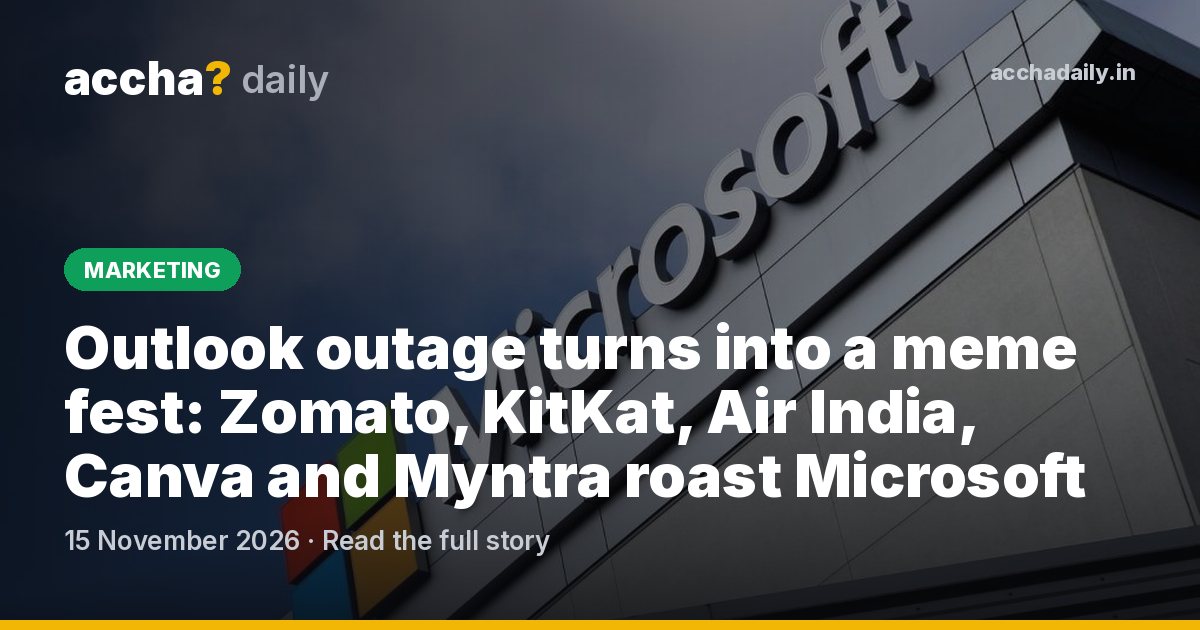 accha? daily
acchadaily.in
Microsoft
MARKETING
Outlook outage turns into a meme
fest: Zomato, KitKat, Air India,
Canva and Myntra roast Microsoft
15 November 2026 · Read the full story